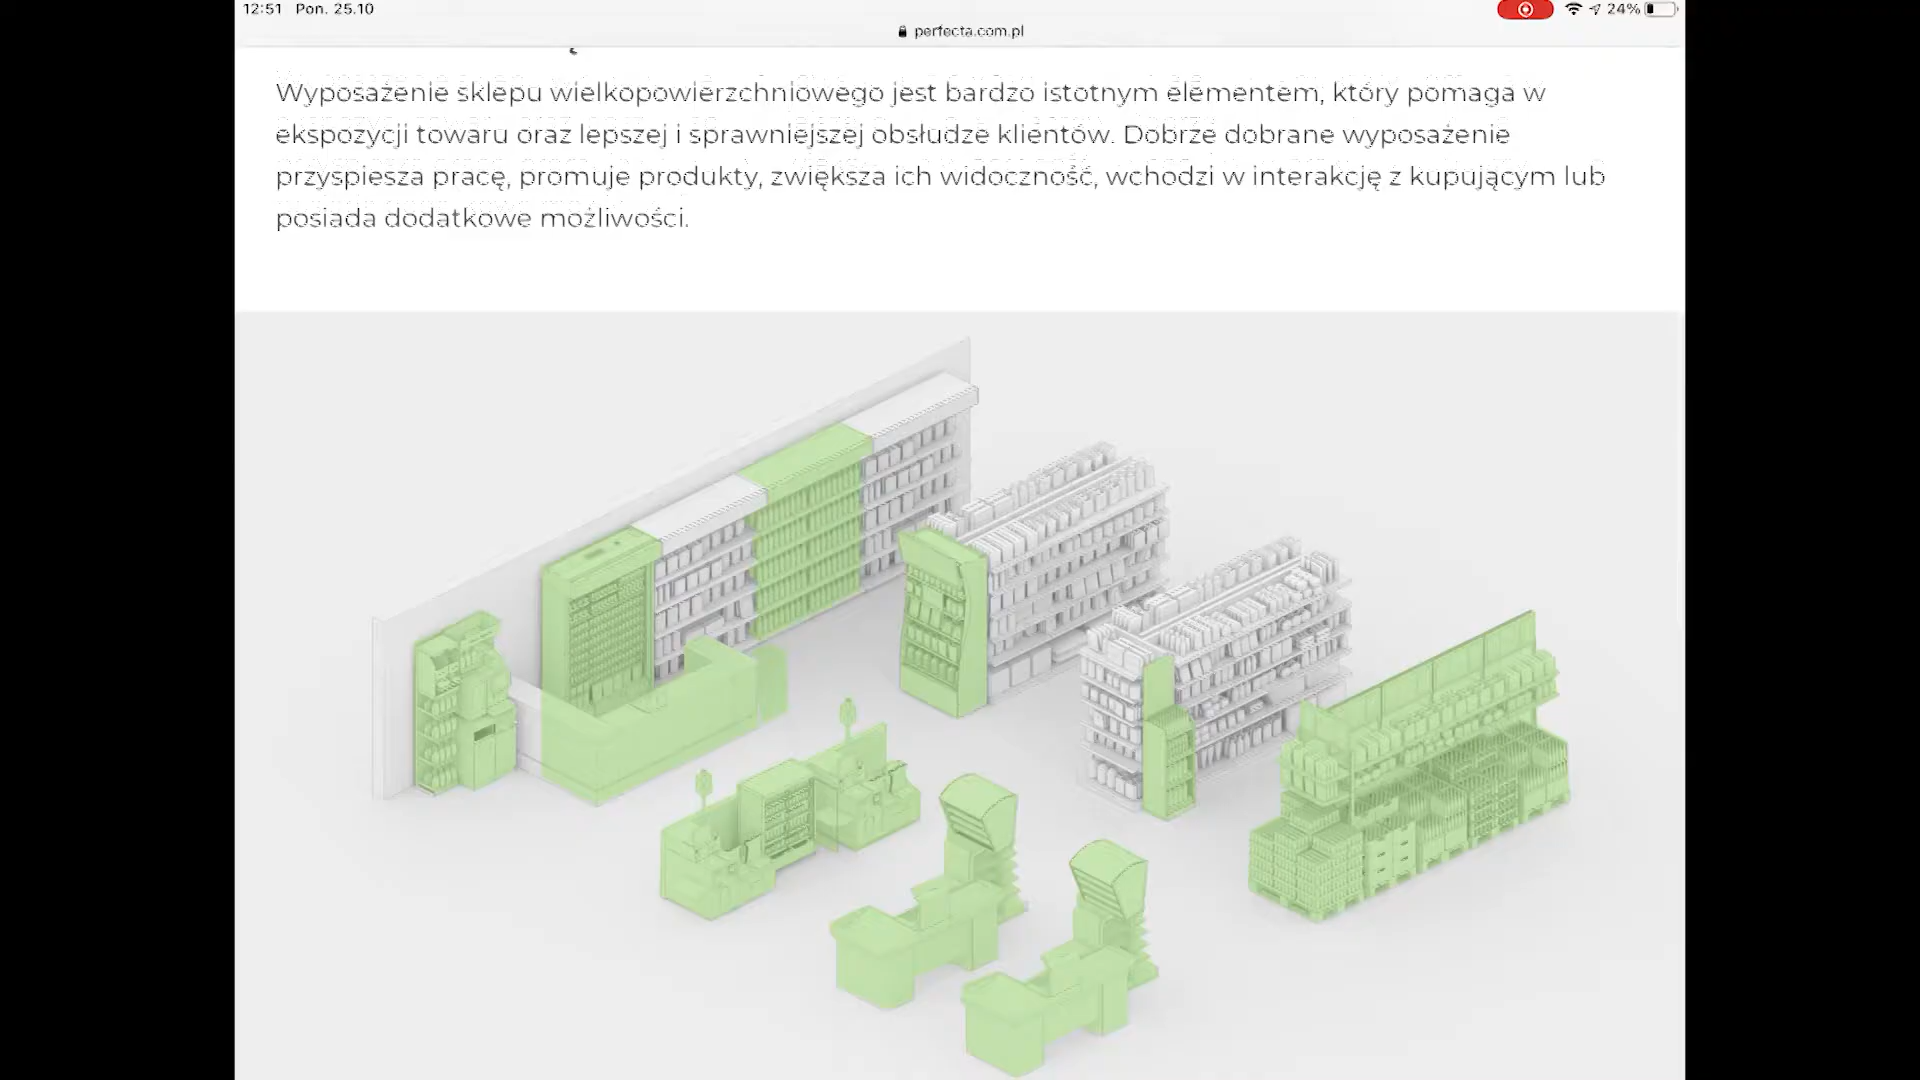 12:51 Pon. 25.10
24%
perfecta.com.pl
Wyposażenie sklepu wielkopowierzchniowego jest bardzo istotnym elementem, który pomaga w
ekspozycji towaru oraz lepszej i sprawniejszej obsłudze klientów. Dobrze dobrane wyposażenie
przyspiesza pracę, promuje produkty, zwiększa ich widoczność, wchodzi w interakcję z kupującym lub
posiada dodatkowe możliwości.